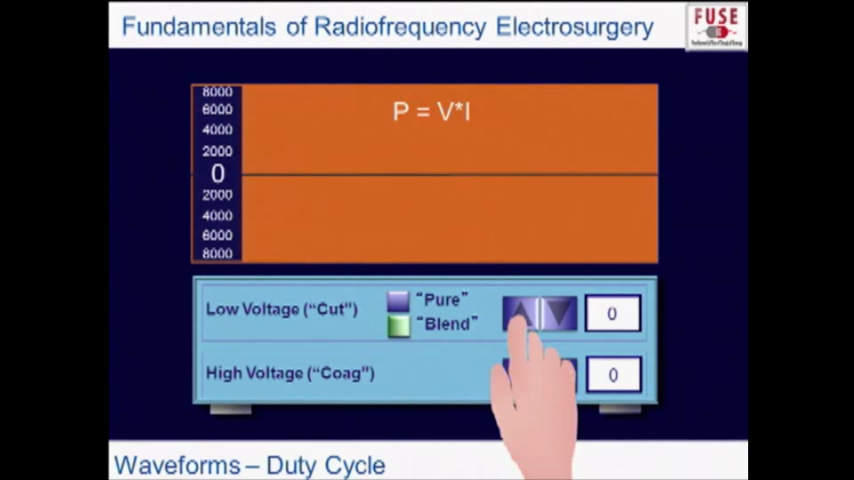 Fundamentals of Radiofrequency Electrosurgery
FUSE
8000
6000
4000
2000
0
2000
4000
6000
8000
P = V*I
Low Voltage ("Cut")
"Pure"
"Blend"
0
High Voltage ("Coag")
0
Waveforms – Duty Cycle